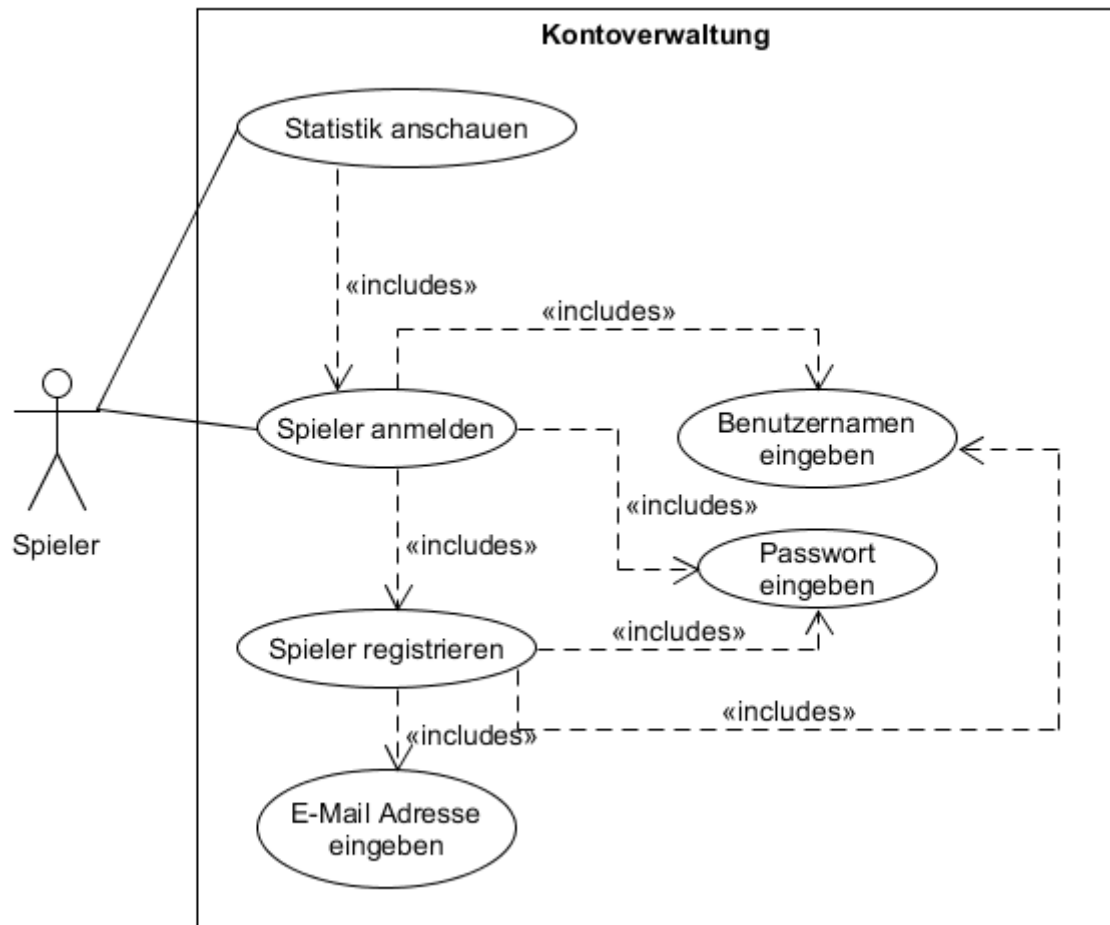 Kontoverwaltung
Statistik anschauen
«includes»
«includes»
Spieler anmelden
Benutzernamen
eingeben
«includes»
Spieler
«includes»
Passwort
eingeben
«includes»
Spieler registrieren
«includes»
«includes»
E-Mail Adresse
eingeben